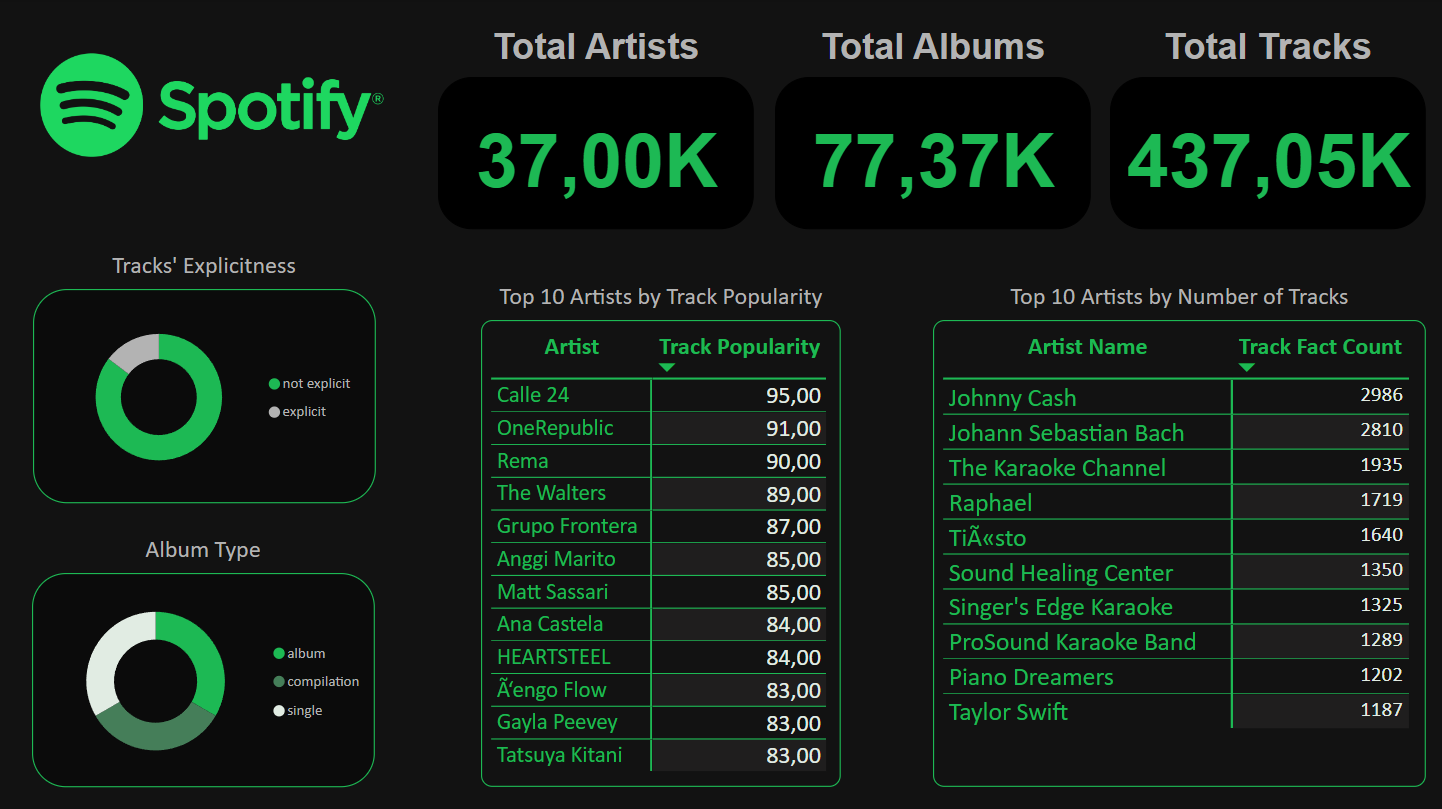 Spotify®
Total Artists
37,00K
Total Albums
77,37K
Total Tracks
437,05K
Tracks' Explicitness
not explicit
explicit
Album Type
album
compilation
single
Top 10 Artists by Track Popularity
Artist Track Popularity
Calle 24 95,00
OneRepublic 91,00
Rema 90,00
The Walters 89,00
Grupo Frontera 87,00
Anggi Marito 85,00
Matt Sassari 85,00
Ana Castela 84,00
HEARTSTEEL 84,00
Ã‘engo Flow 83,00
Gayla Peevey 83,00
Tatsuya Kitani 83,00
Top 10 Artists by Number of Tracks
Artist Name Track Fact Count
Johnny Cash 2986
Johann Sebastian Bach 2810
The Karaoke Channel 1935
Raphael 1719
TiÃ«sto 1640
Sound Healing Center 1350
Singer's Edge Karaoke 1325
ProSound Karaoke Band 1289
Piano Dreamers 1202
Taylor Swift 1187